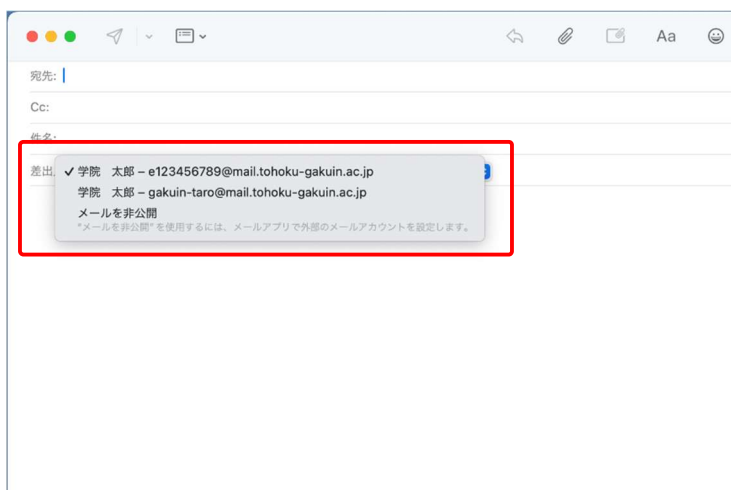 Aa
宛先:
Cc:
件名:
差出
✓ 学院　太郎 – e123456789@mail.tohoku-gakuin.ac.jp
学院　太郎 – gakuin-taro@mail.tohoku-gakuin.ac.jp
メールを非公開
"メールを非公開"を使用するには、メールアプリで外部のメールアカウントを設定します。